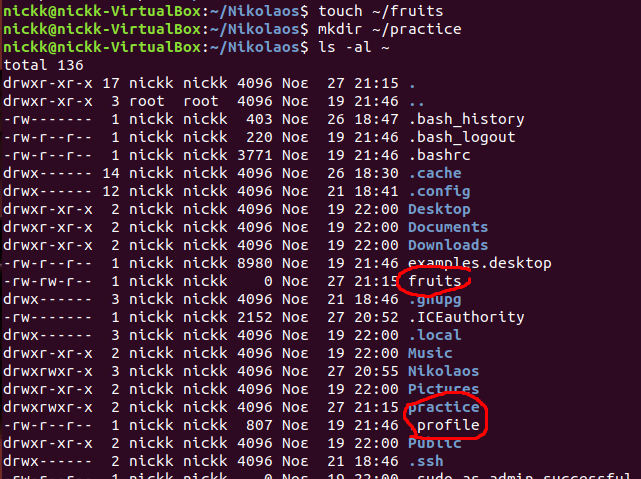 nickk@nickk-VirtualBox:~/Nikolaos$ touch ~/fruits
nickk@nickk-VirtualBox:~/Nikolaos$ mkdir ~/practice
nickk@nickk-VirtualBox:~/Nikolaos$ ls -al ~
total 136
drwxr-xr-x 17 nickk nickk 4096 Νοε  27 21:15 .
drwxr-xr-x  3 root  root  4096 Νοε  19 21:46 ..
-rw-------  1 nickk nickk  403 Νοε  26 18:47 .bash_history
-rw-r--r--  1 nickk nickk  220 Νοε  19 21:46 .bash_logout
-rw-r--r--  1 nickk nickk 3771 Νοε  19 21:46 .bashrc
drwx------ 14 nickk nickk 4096 Νοε  26 18:30 .cache
drwx------ 12 nickk nickk 4096 Νοε  21 18:41 .config
drwxr-xr-x  2 nickk nickk 4096 Νοε  19 22:00 Desktop
drwxr-xr-x  2 nickk nickk 4096 Νοε  19 22:00 Documents
drwxr-xr-x  2 nickk nickk 4096 Νοε  19 22:00 Downloads
-rw-r--r--  1 nickk nickk 8980 Νοε  19 21:46 examples.desktop
-rw-rw-r--  1 nickk nickk    0 Νοε  27 21:15 fruits
drwx------  3 nickk nickk 4096 Νοε  21 18:46 .gnupg
-rw-------  1 nickk nickk 2152 Νοε  27 20:52 .ICEauthority
drwx------  3 nickk nickk 4096 Νοε  19 22:00 .local
drwxr-xr-x  2 nickk nickk 4096 Νοε  19 22:00 Music
drwxrwxr-x  3 nickk nickk 4096 Νοε  27 20:55 Nikolaos
drwxr-xr-x  2 nickk nickk 4096 Νοε  19 22:00 Pictures
drwxrwxr-x  2 nickk nickk 4096 Νοε  27 21:15 practice
-rw-r--r--  1 nickk nickk  807 Νοε  19 21:46 .profile
drwxr-xr-x  2 nickk nickk 4096 Νοε  19 22:00 Public
drwx------  2 nickk nickk 4096 Νοε  21 18:46 .ssh
-rw-r--r--  1 nickk nickk    0 Νοε  19 22:00 .sudo_as_admin_successful